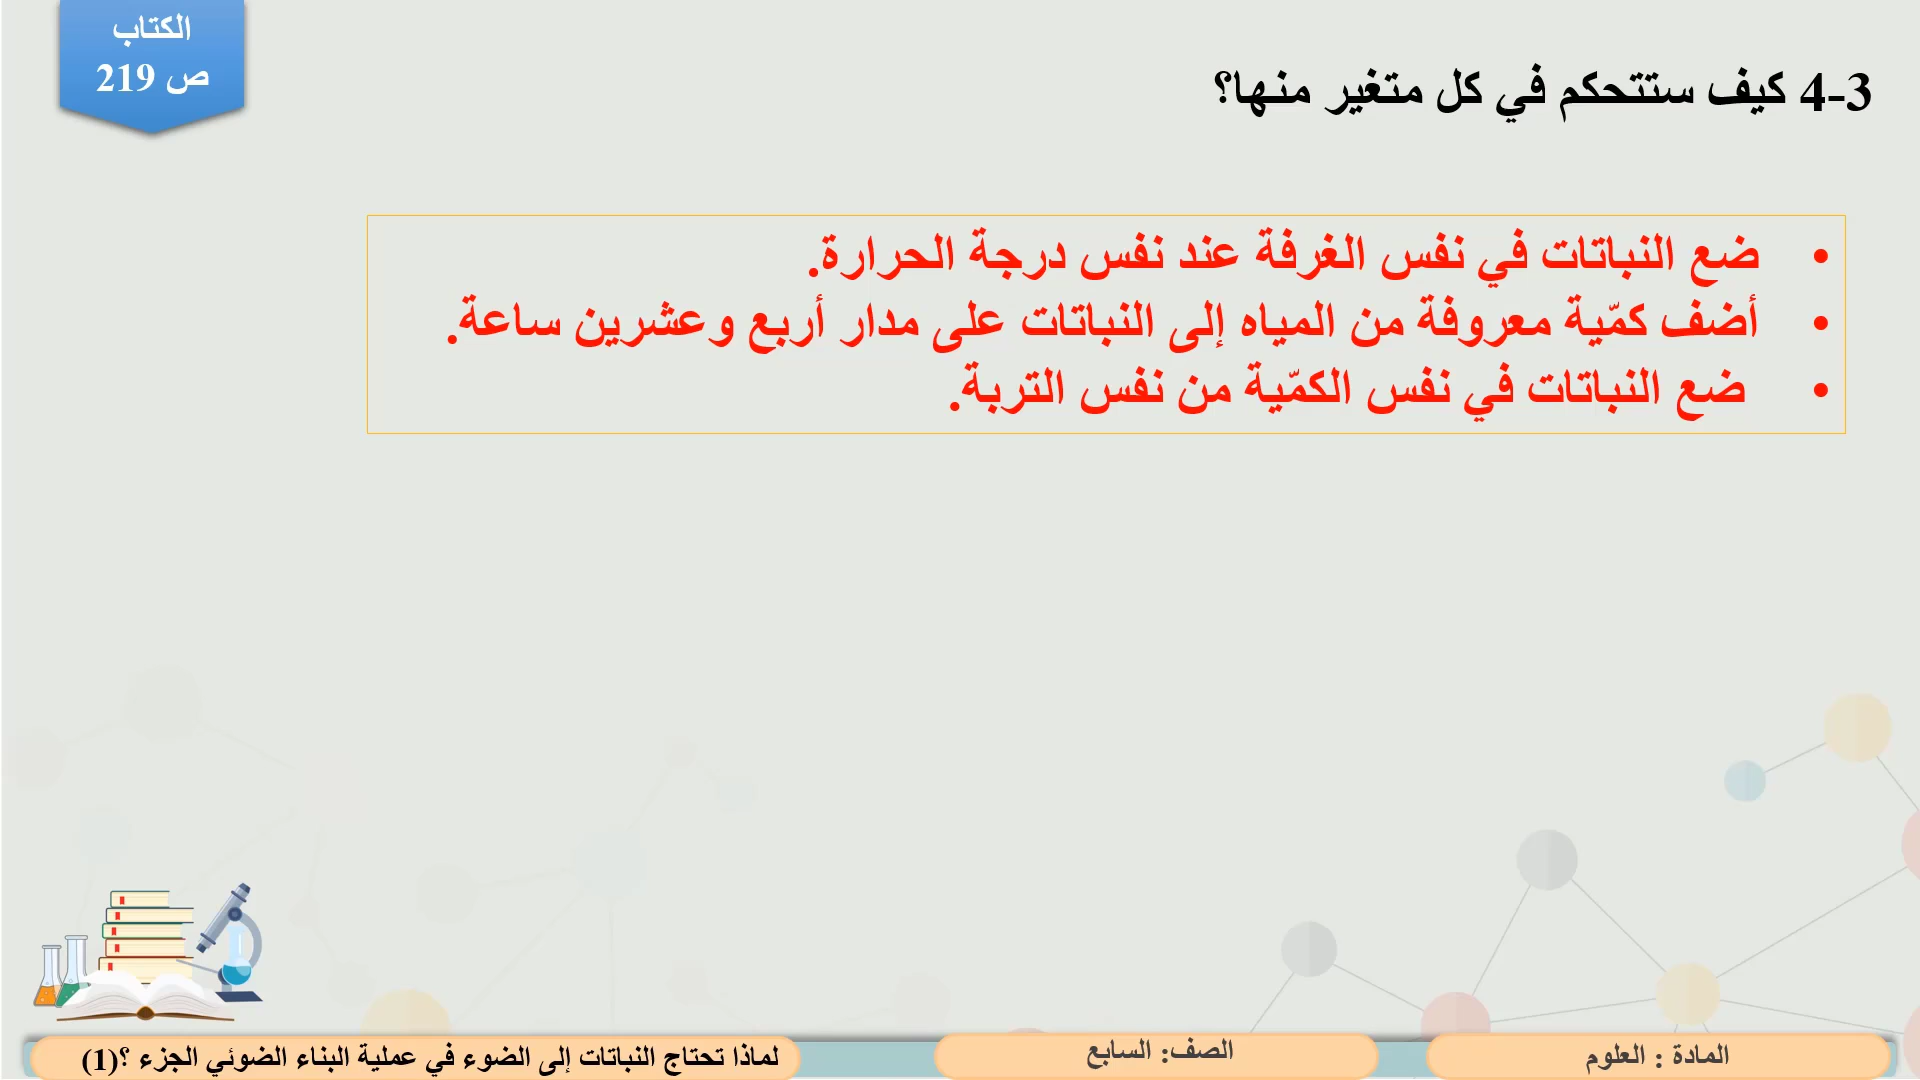 الكتاب
ص 219
4-3 كيف ستتحكم في كل متغير منها؟
• ضع النباتات في نفس الغرفة عند نفس درجة الحرارة.
• أضف كمّية معروفة من المياه إلى النباتات على مدار أربع وعشرين ساعة.
• ضع النباتات في نفس الكمّية من نفس التربة.
المادة : العلوم
الصف: السابع
لماذا تحتاج النباتات إلى الضوء في عملية البناء الضوئي الجزء ؟(1)